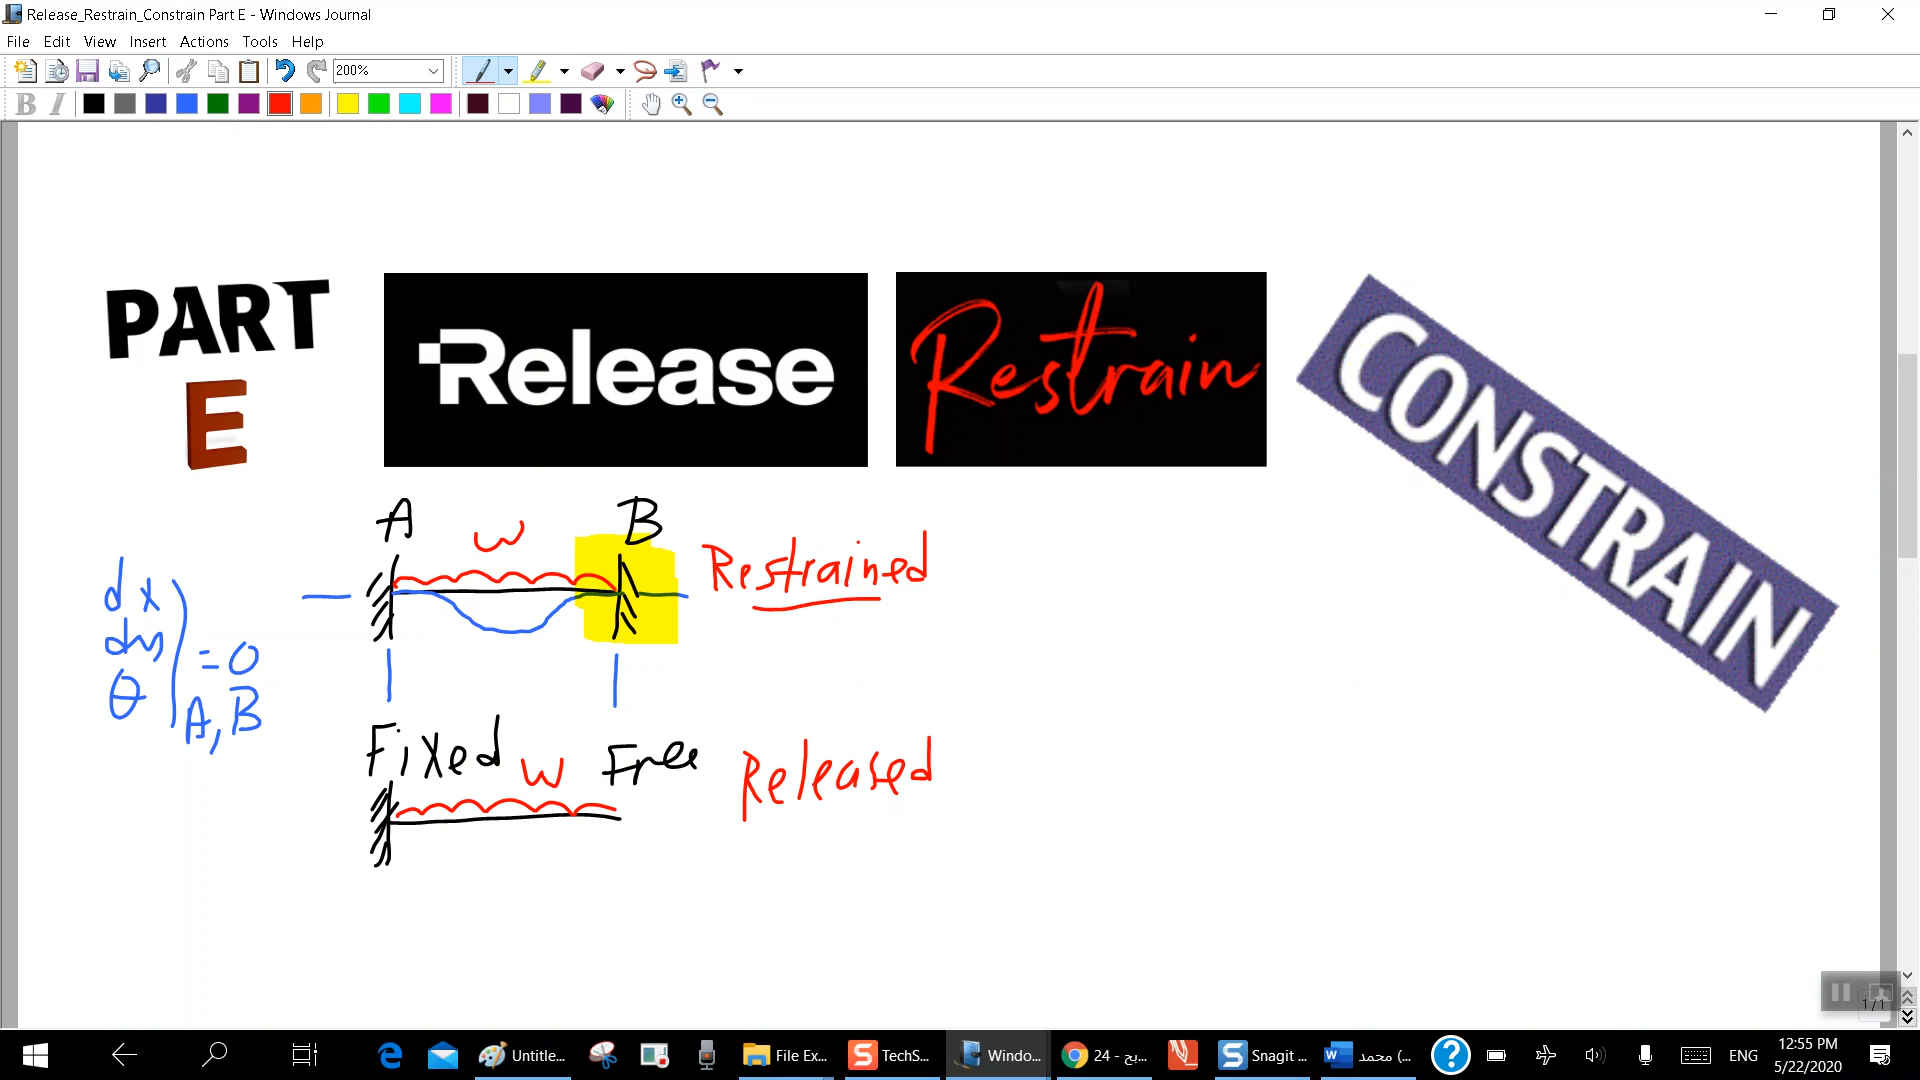 Release_Restrain_Constrain Part E - Windows Journal
File Edit View Insert Actions Tools Help
200%
B I
PART
E
Release
Restrain
CONSTRAIN
A B
w
Restrained
dx
dy
θ
=0
A, B
Fixed Free
w
Released
1/1
Untitle...
File Ex...
TechS...
Windo...
24 - بح...
Snagit ...
محمد (...
ENG
12:55 PM
5/22/2020